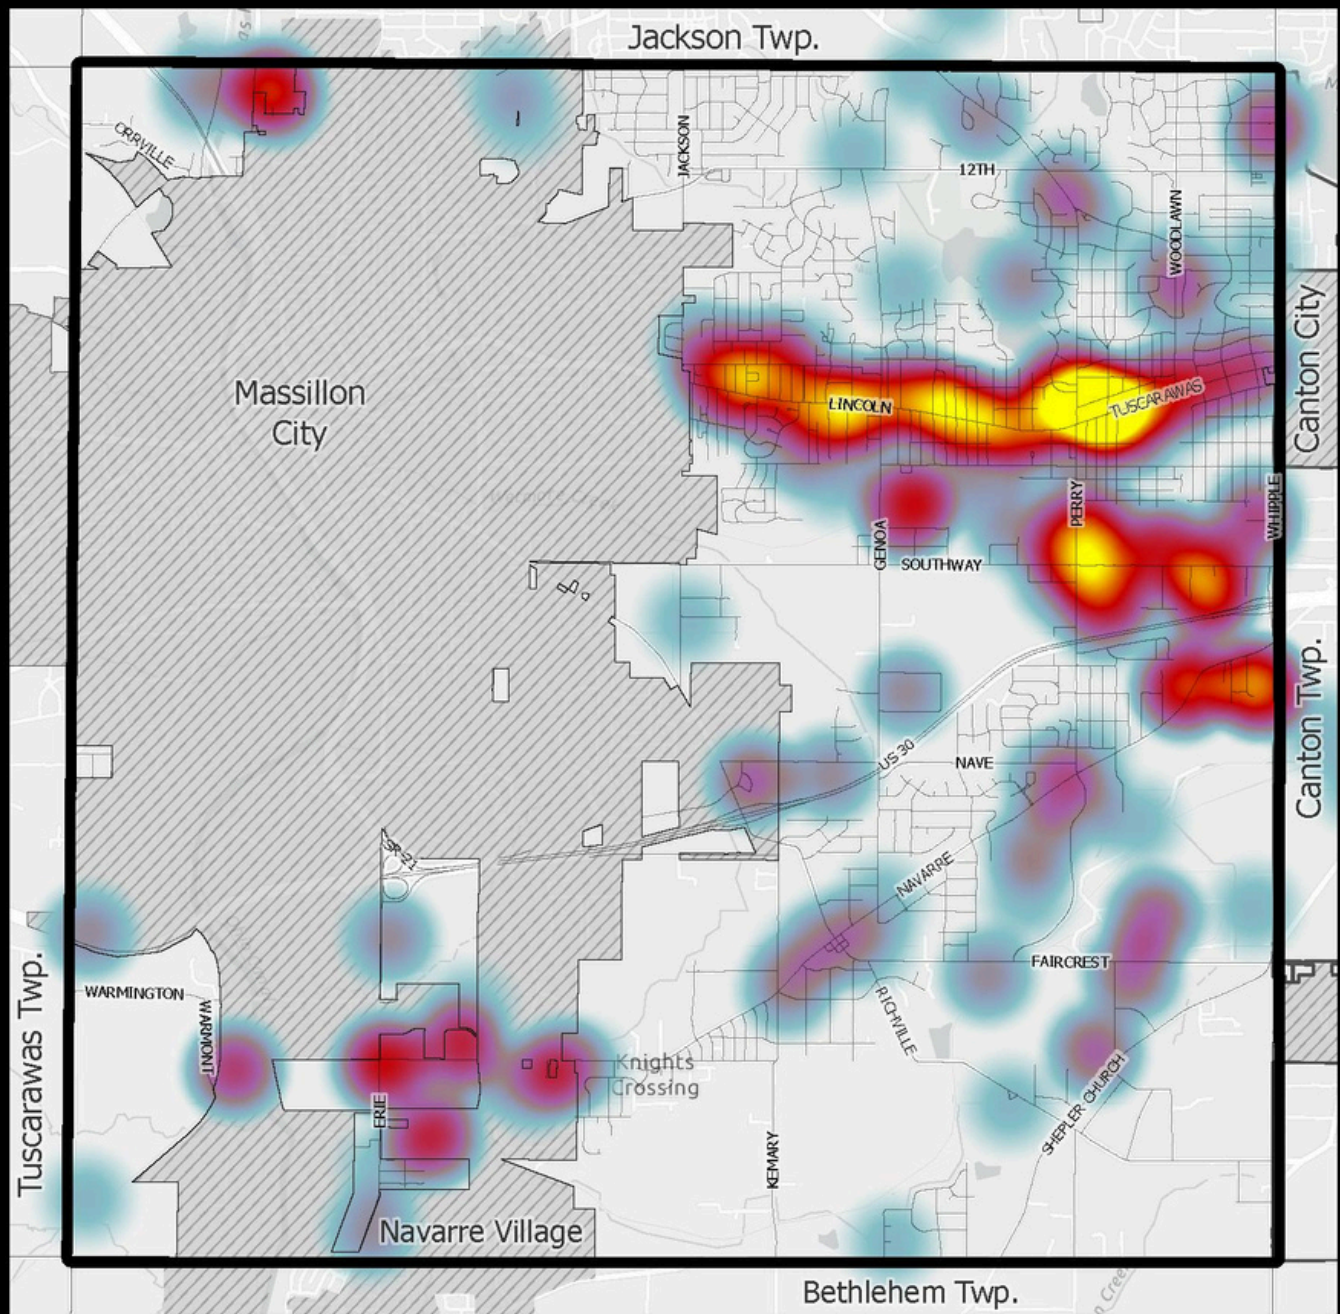 Jackson Twp.
ORRVILLE
JACKSON
12TH
WOODLAWN
Canton City
Massillon
City
LINCOLN
TUSCARAWAS
PERRY
WHIPPLE
GENOA
SOUTHWAY
Canton Twp.
US 30
NAVE
SR 21
NAVARRE
FAIRCREST
WARMINGTON
WARMONT
RICHVILLE
Tuscarawas Twp.
Knights
Crossing
SHEPLER CHURCH
ERIE
KEMARY
Navarre Village
Bethlehem Twp.